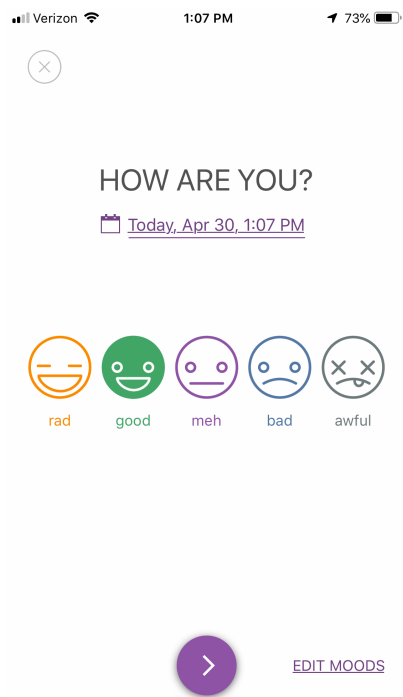 Verizon 1:07 PM 73%
HOW ARE YOU?
Today, Apr 30, 1:07 PM
rad good meh bad awful
EDIT MOODS